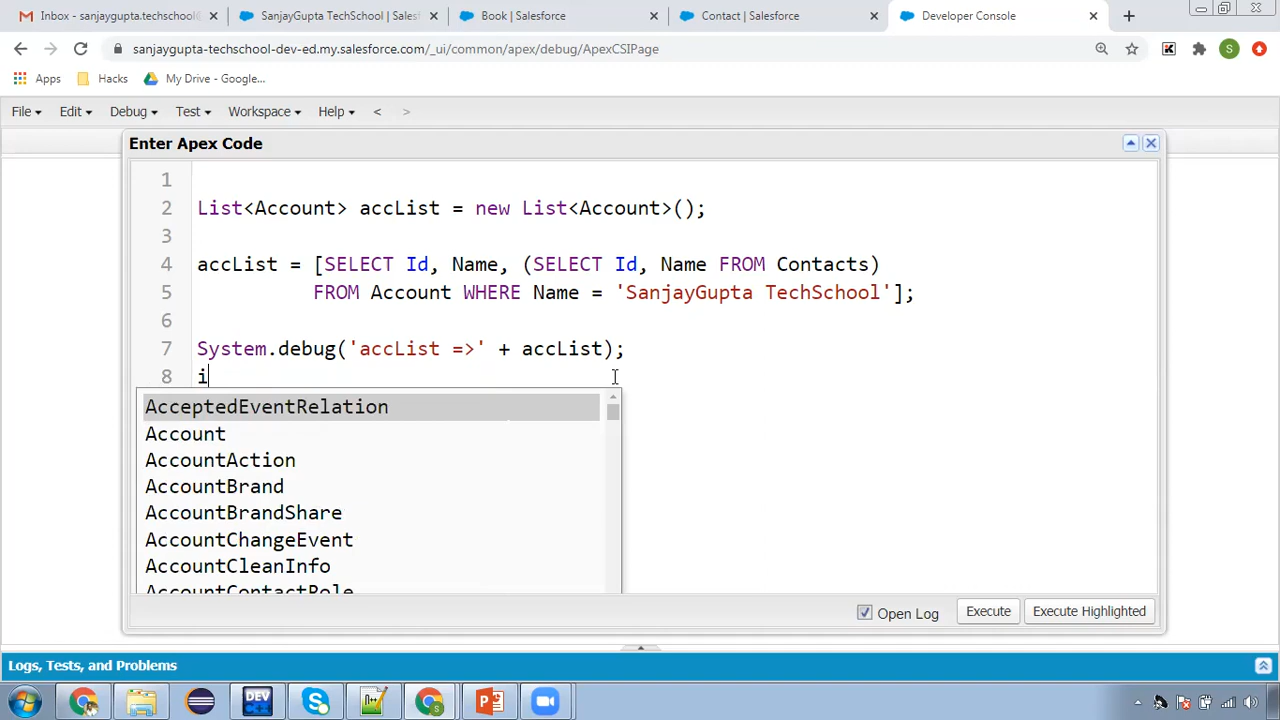 Inbox - sanjaygupta.techschool@
SanjayGupta TechSchool | Salesf
Book | Salesforce
Contact | Salesforce
Developer Console
sanjaygupta-techschool-dev-ed.my.salesforce.com/_ui/common/apex/debug/ApexCSIPage
S
Apps
Hacks
My Drive - Google...
File
Edit
Debug
Test
Workspace
Help
<
>
Enter Apex Code
1
2 List<Account> accList = new List<Account>();
3
4 accList = [SELECT Id, Name, (SELECT Id, Name FROM Contacts)
5 FROM Account WHERE Name = 'SanjayGupta TechSchool'];
6
7 System.debug('accList =>' + accList);
8 i
AcceptedEventRelation
Account
AccountAction
AccountBrand
AccountBrandShare
AccountChangeEvent
AccountCleanInfo
AccountContactRole
Open Log
Execute
Execute Highlighted
Logs, Tests, and Problems
DEV
C++